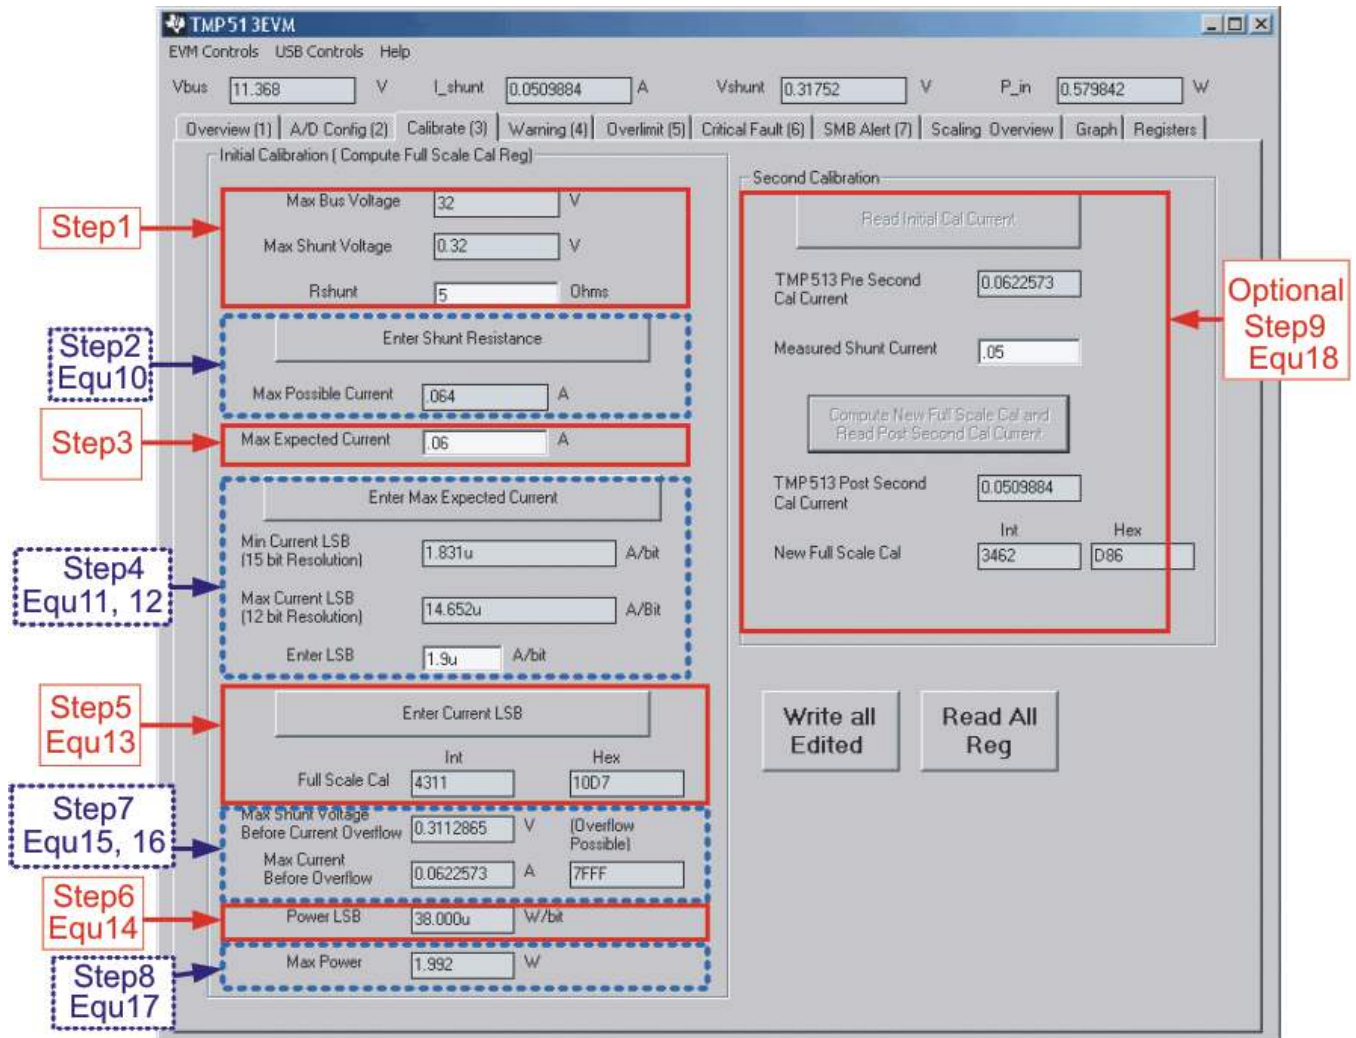 TMP513EVM
EVM Controls USB Controls Help
Vbus 11.368 V I_shunt 0.0509884 A Vshunt 0.31752 V P_in 0.579842 W
Overview (1) A/D Config (2) Calibrate (3) Warning (4) Overlimit (5) Critical Fault (6) SMB Alert (7) Scaling Overview Graph Registers
Initial Calibration ( Compute Full Scale Cal Reg)
Step1
Max Bus Voltage 32 V
Max Shunt Voltage 0.32 V
Rshunt 5 Ohms
Step2
Equ10
Enter Shunt Resistance
Max Possible Current .064 A
Step3
Max Expected Current .06 A
Enter Max Expected Current
Step4
Equ11, 12
Min Current LSB
(15 bit Resolution) 1.831u A/bit
Max Current LSB
(12 bit Resolution) 14.652u A/Bit
Enter LSB 1.9u A/bit
Step5
Equ13
Enter Current LSB
Int Hex
Full Scale Cal 4311 10D7
Step7
Equ15, 16
Max Shunt Voltage
Before Current Overflow 0.3112865 V (Overflow
Possible)
Max Current
Before Overflow 0.0622573 A 7FFF
Step6
Equ14
Power LSB 38.000u W/bit
Step8
Equ17
Max Power 1.992 W
Second Calibration
Read Initial Cal Current
TMP513 Pre Second
Cal Current 0.0622573
Measured Shunt Current .05
Compute New Full Scale Cal and
Read Post Second Cal Current
TMP513 Post Second
Cal Current 0.0509884
Int Hex
New Full Scale Cal 3462 D86
Optional
Step9
Equ18
Write all
Edited
Read All
Reg